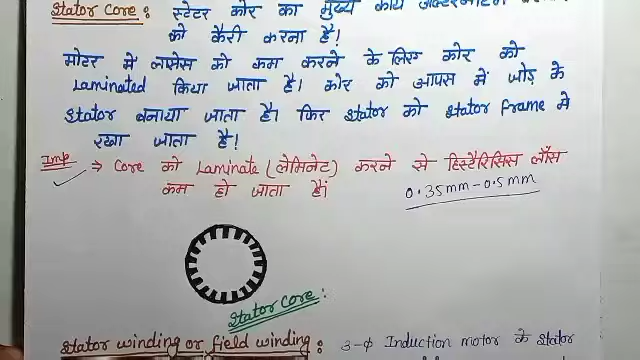 Stator Core: स्टेटर कोर का मुख्य कार्य
को कैरी करना है!
मोटर में लासेस को कम करने के लिए कोर को
Laminated किया जाता है। कोर को आपस में जोड़ के
Stator बनाया जाता है। फिर Stator को Stator frame में
रखा जाता है!
Imp → Core को Laminate (लेमिनेट) करने से हिस्टैरिसिस लॉस
कम हो जाता है।
0.35mm-0.5mm
Stator Core:
Stator winding or field winding: 3-Φ Induction motor के Stator